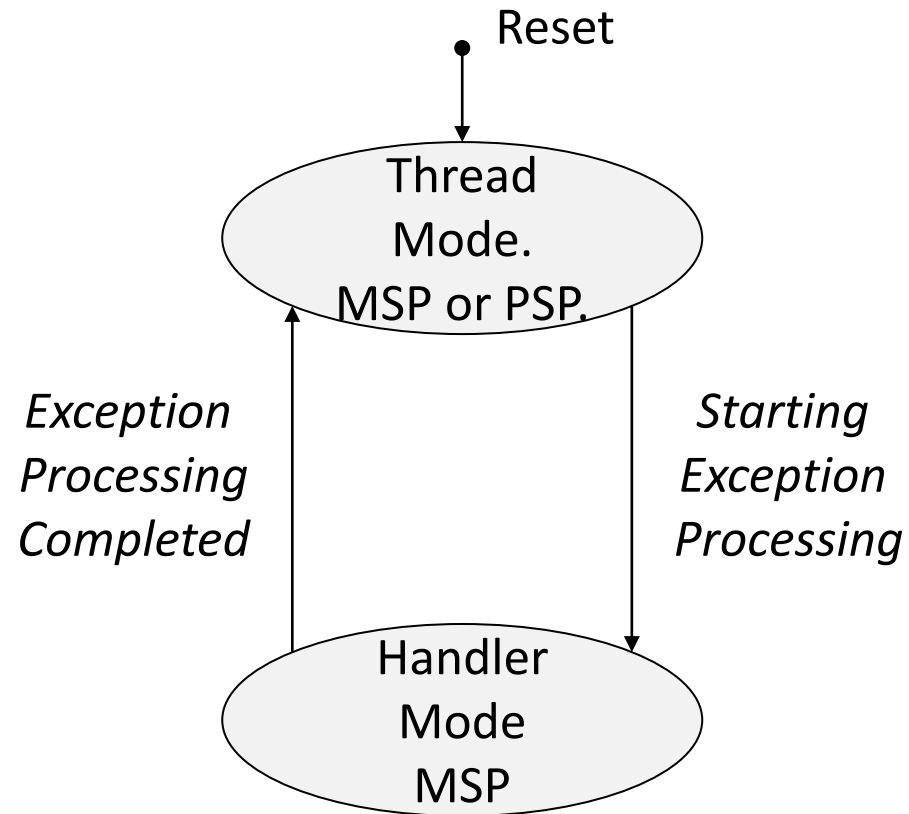 Reset
Thread
Mode.
MSP or PSP.
Exception
Processing
Completed
Starting
Exception
Processing
Handler
Mode
MSP